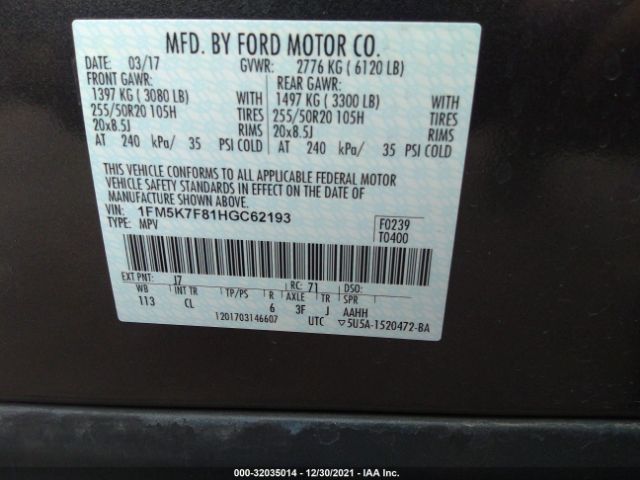 MFD. BY FORD MOTOR CO.
DATE: 03/17 GVWR: 2776 KG ( 6120 LB)
FRONT GAWR: REAR GAWR:
1397 KG ( 3080 LB) WITH 1497 KG ( 3300 LB) WITH
255/50R20 105H TIRES 255/50R20 105H TIRES
20x8.5J RIMS 20x8.5J RIMS
AT 240 kPa/ 35 PSI COLD AT 240 kPa/ 35 PSI COLD
THIS VEHICLE CONFORMS TO ALL APPLICABLE FEDERAL MOTOR
VEHICLE SAFETY STANDARDS IN EFFECT ON THE DATE OF
MANUFACTURE SHOWN ABOVE.
VIN: 1FM5K7F81HGC62193 F0239
TYPE: MPV T0400
EXT PNT: J7 RC: 71 DSO:
WB INT TR TP/PS R AXLE TR SPR
113 CL 6 3F J AAHH
1201703146607 UTC ▽5U5A-1520472-BA
000-32035014 - 12/30/2021 - IAA Inc.